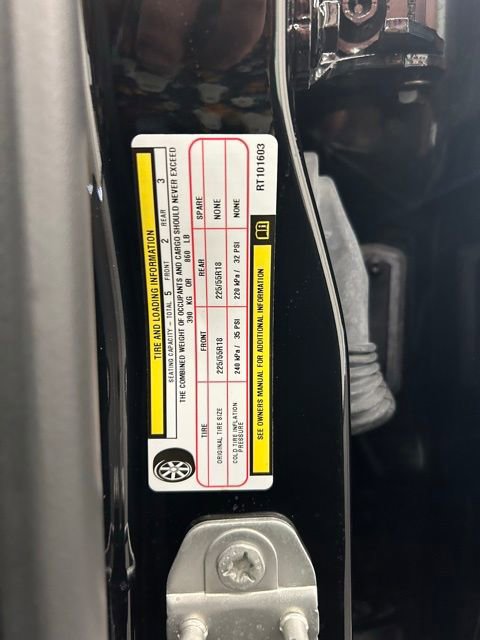 TIRE AND LOADING INFORMATION
SEATING CAPACITY - TOTAL 5 FRONT 2 REAR 3
THE COMBINED WEIGHT OF OCCUPANTS AND CARGO SHOULD NEVER EXCEED
390 KG OR 860 LB
TIRE FRONT REAR SPARE
ORIGINAL TIRE SIZE 225/55R18 225/55R18 NONE
COLD TIRE INFLATION PRESSURE 240 kPa / 35 PSI 220 kPa / 32 PSI NONE
SEE OWNERS MANUAL FOR ADDITIONAL INFORMATION
RT101603